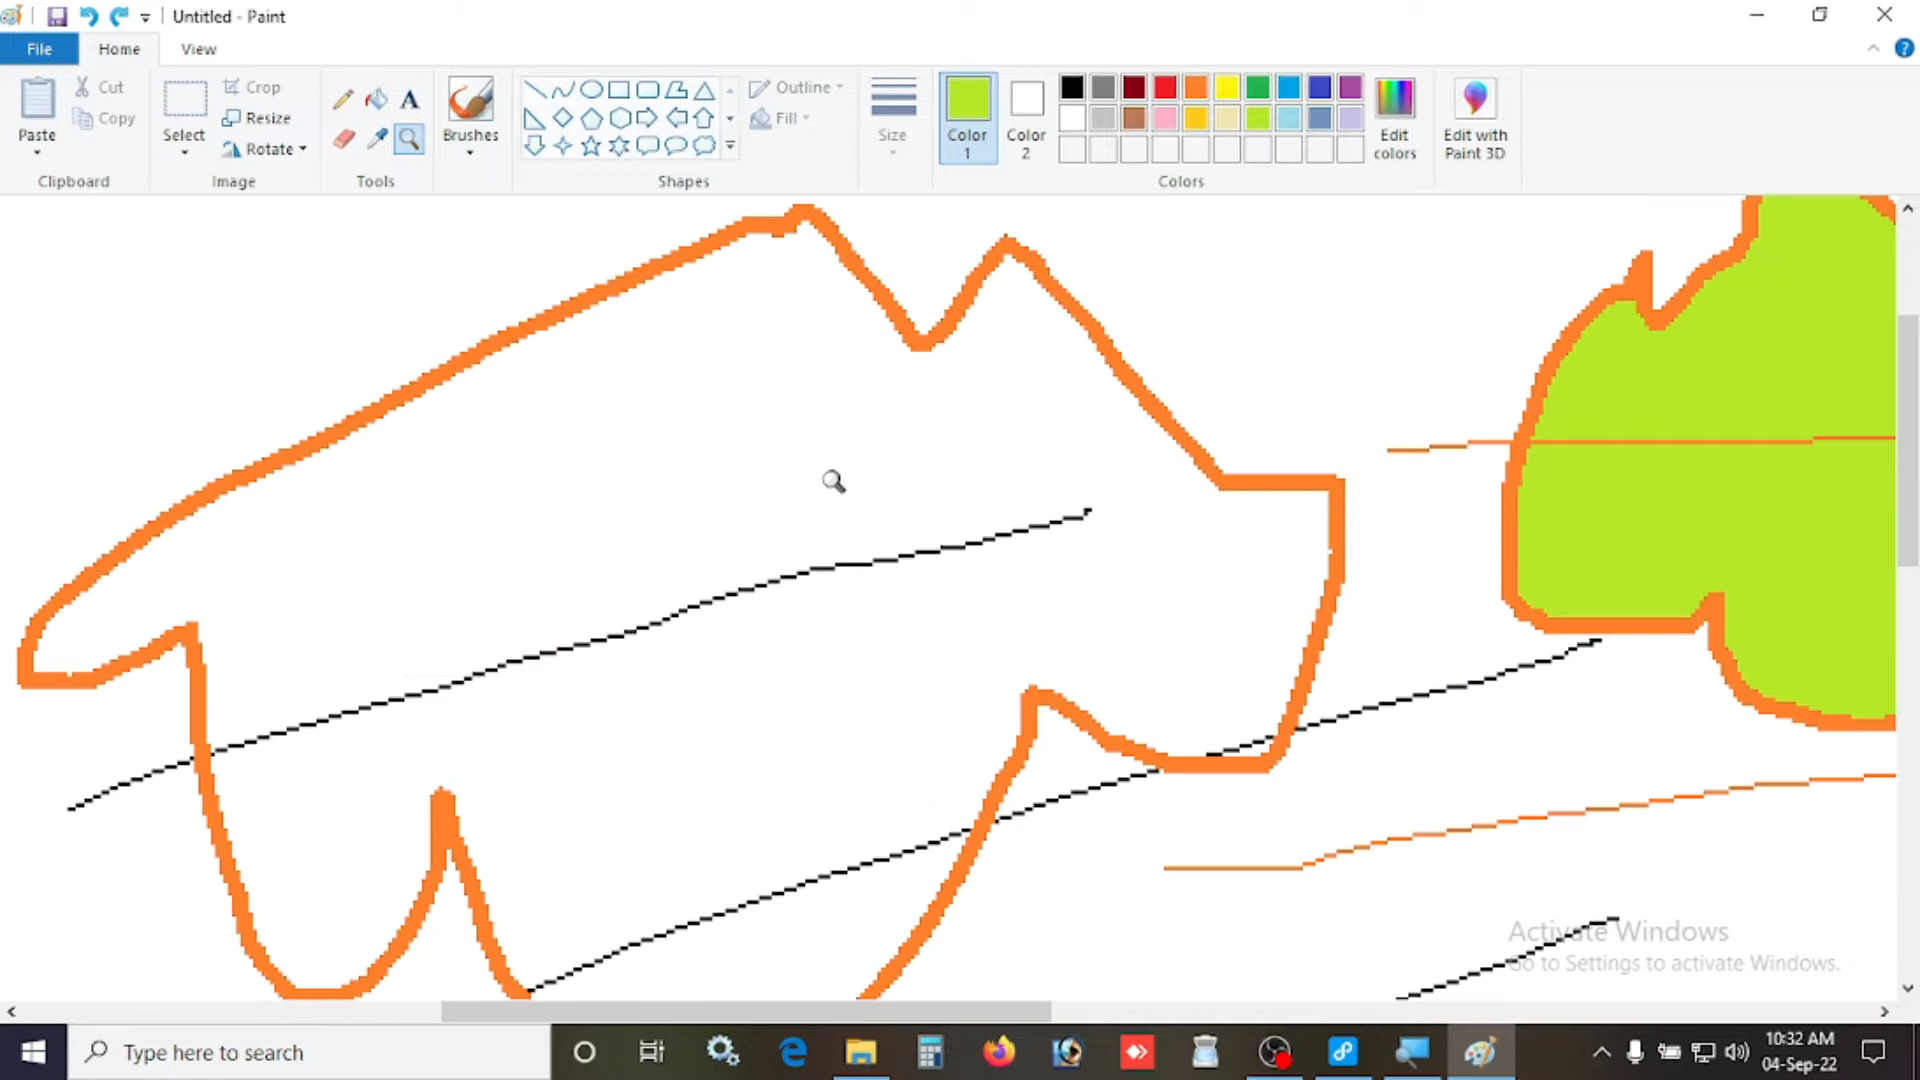 Untitled - Paint
File Home View
Paste Cut Copy Clipboard
Select Crop Resize Rotate Image
A
Tools
Brushes
Outline Fill
Shapes
Size
Color 1
Color 2
Edit colors
Colors
Edit with Paint 3D
Activate Windows
Go to Settings to activate Windows.
Type here to search
10:32 AM
04-Sep-22